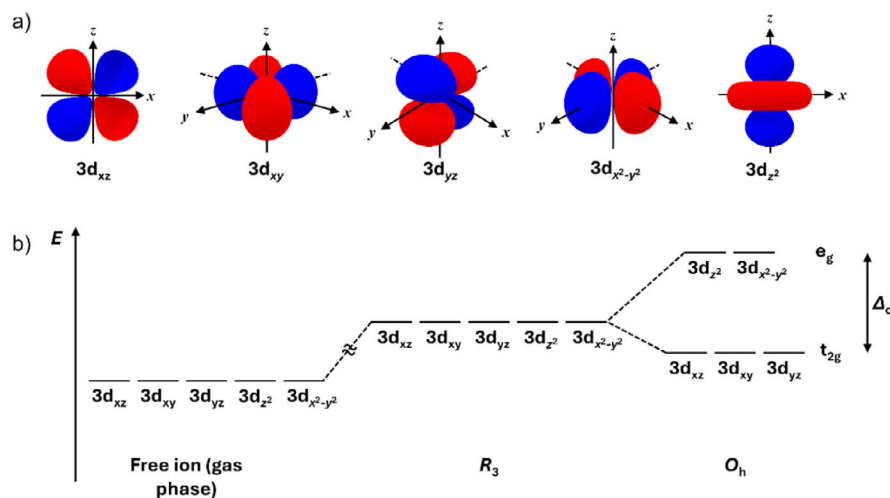 a)
z
x
3dxz
z
y
x
3dxy
z
y
x
3dyz
z
y
x
3dx²-y²
z
x
3dz²
b)
E
3dxz 3dxy 3dyz 3dz² 3dx²-y²
Free ion (gas
phase)
3dxz 3dxy 3dyz 3dz² 3dx²-y²
R₃
3dz² 3dx²-y²
eg
Δo
t₂g
3dxz 3dxy 3dyz
Oh